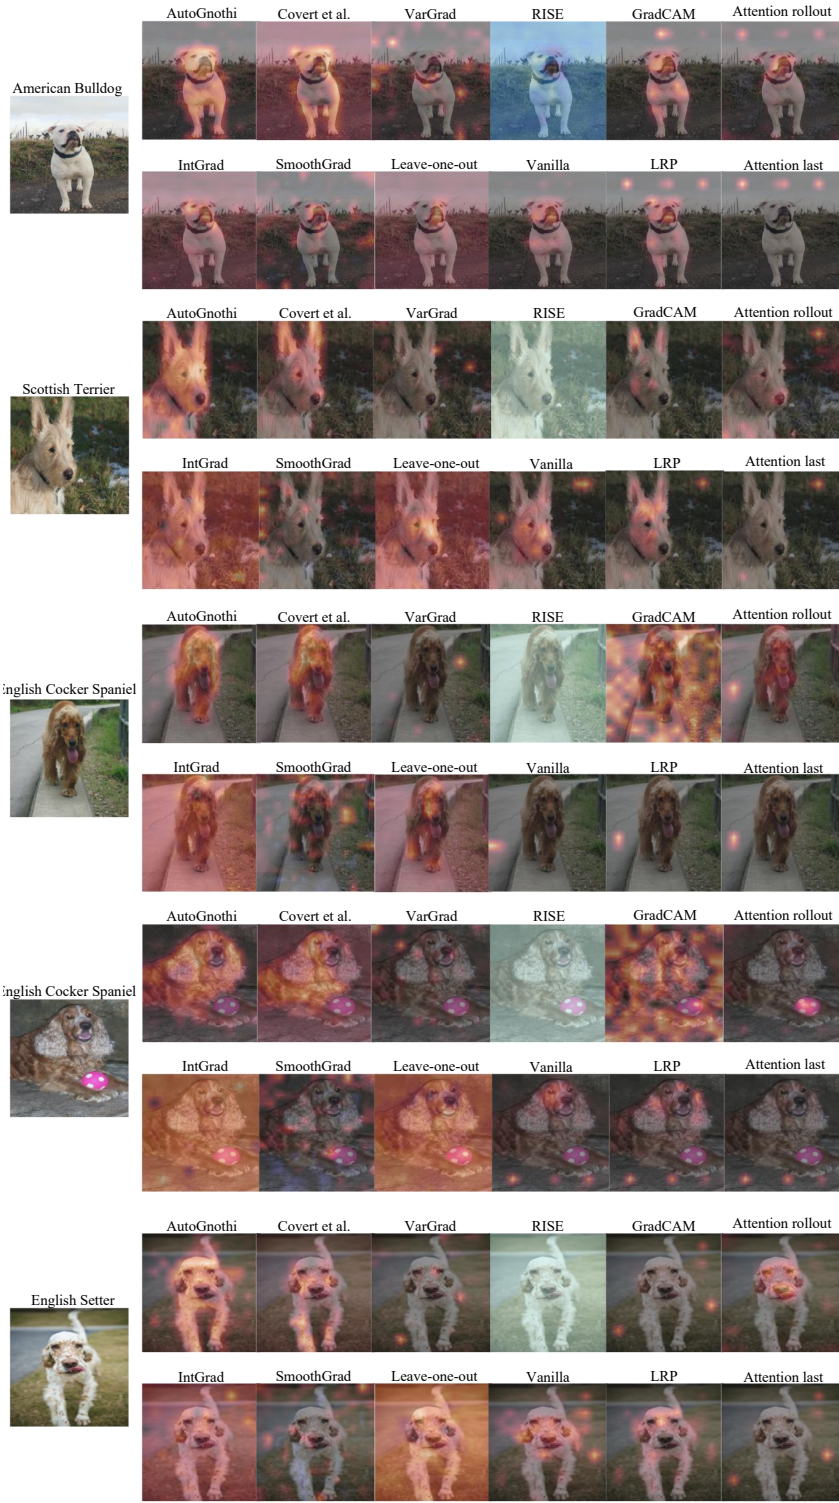 AutoGnothi Covert et al. VarGrad RISE GradCAM Attention rollout
American Bulldog
IntGrad SmoothGrad Leave-one-out Vanilla LRP Attention last
AutoGnothi Covert et al. VarGrad RISE GradCAM Attention rollout
Scottish Terrier
IntGrad SmoothGrad Leave-one-out Vanilla LRP Attention last
AutoGnothi Covert et al. VarGrad RISE GradCAM Attention rollout
English Cocker Spaniel
IntGrad SmoothGrad Leave-one-out Vanilla LRP Attention last
AutoGnothi Covert et al. VarGrad RISE GradCAM Attention rollout
English Cocker Spaniel
IntGrad SmoothGrad Leave-one-out Vanilla LRP Attention last
AutoGnothi Covert et al. VarGrad RISE GradCAM Attention rollout
English Setter
IntGrad SmoothGrad Leave-one-out Vanilla LRP Attention last